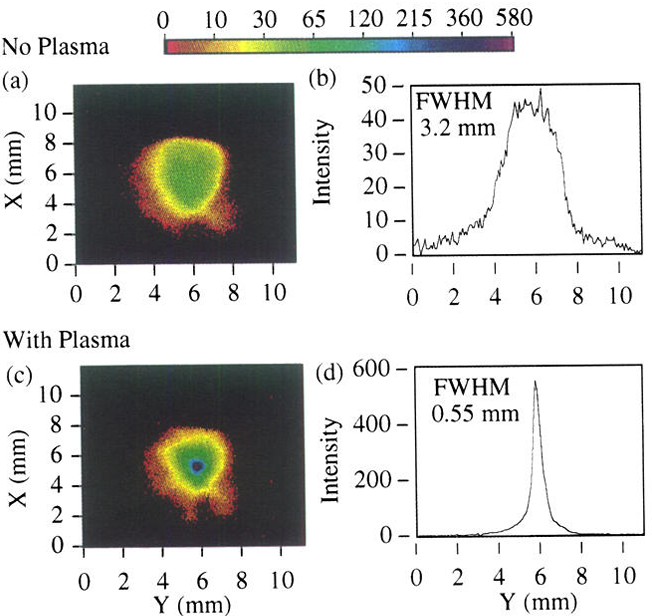 0 10 30 65 120 215 360 580
No Plasma
(a)
X (mm)
10
8
6
4
2
0
0 2 4 6 8 10
(b)
Intensity
50
40
30
20
10
0
FWHM
3.2 mm
0 2 4 6 8 10
With Plasma
(c)
X (mm)
10
8
6
4
2
0
0 2 4 6 8 10
Y (mm)
(d)
Intensity
600
400
200
0
FWHM
0.55 mm
0 2 4 6 8 10
Y (mm)